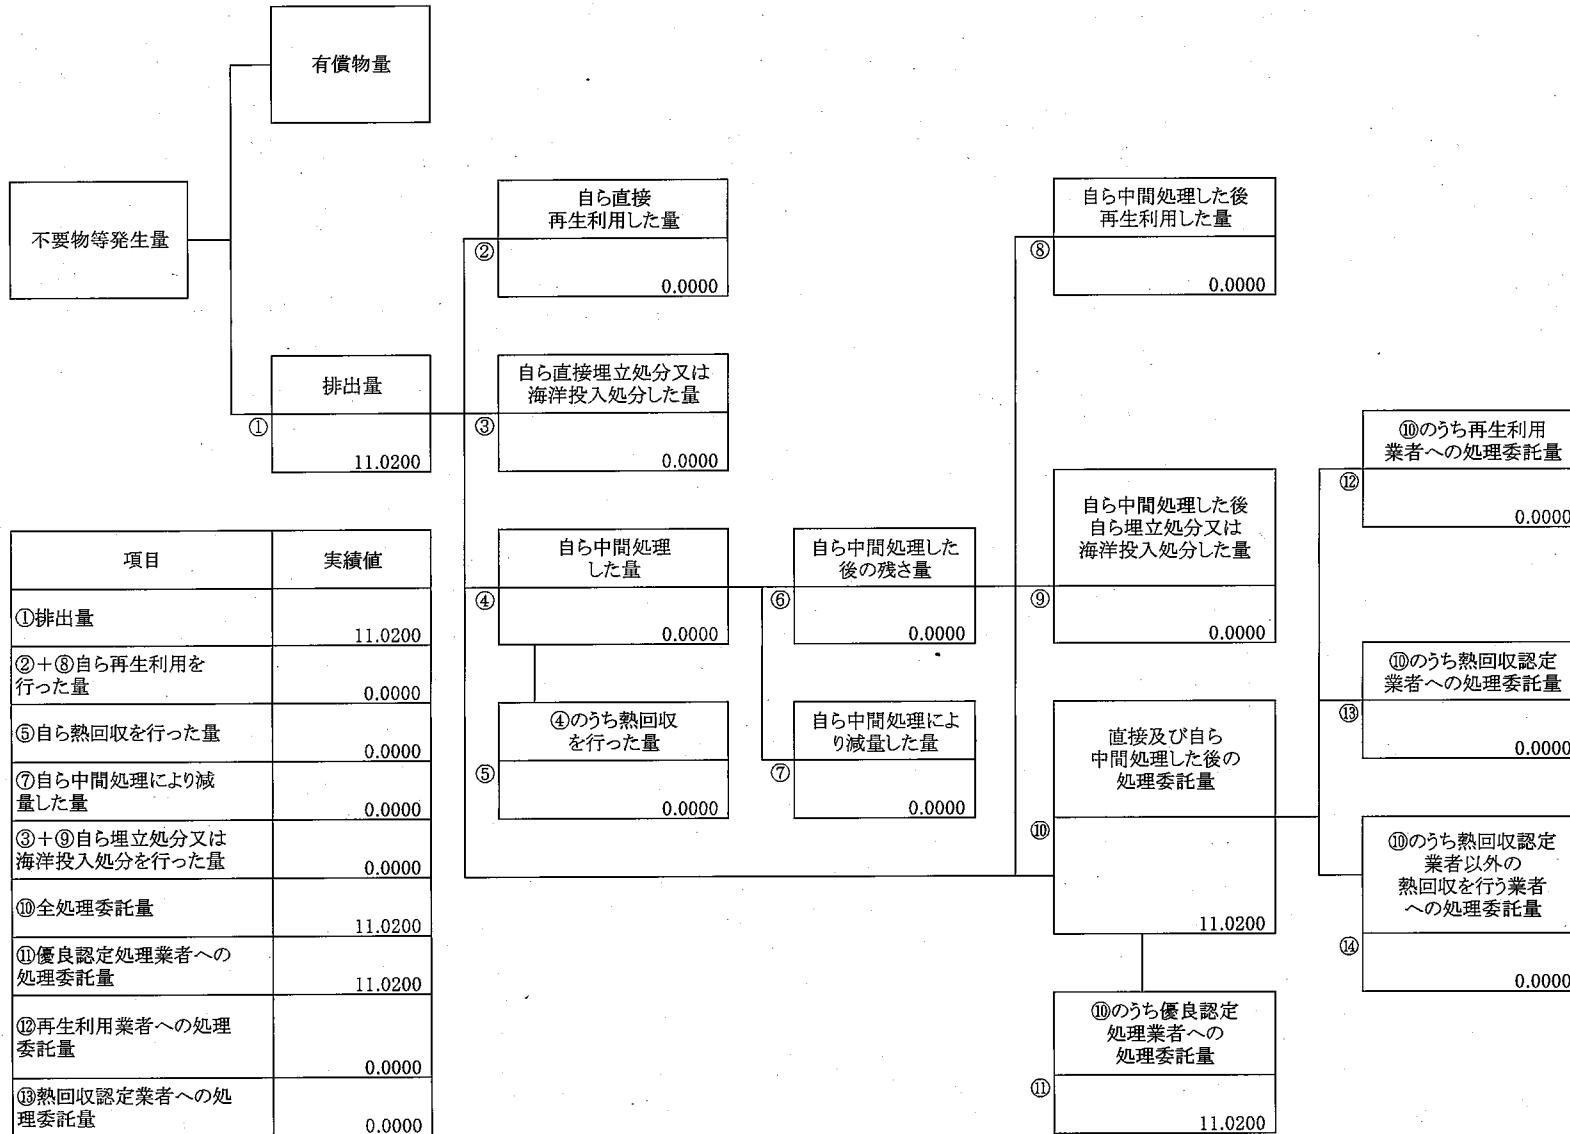 有償物量
不要物等発生量
排出量
①
11.0200
自ら直接
再生利用した量
②
0.0000
自ら直接埋立処分又は
海洋投入処分した量
③
0.0000
自ら中間処理
した量
④
0.0000
④のうち熱回収
を行った量
⑤
0.0000
自ら中間処理した
後の残さ量
⑥
0.0000
自ら中間処理によ
り減量した量
⑦
0.0000
自ら中間処理した後
再生利用した量
⑧
0.0000
自ら中間処理した後
自ら埋立処分又は
海洋投入処分した量
⑨
0.0000
直接及び自ら
中間処理した後の
処理委託量
⑩
11.0200
⑩のうち優良認定
処理業者への
処理委託量
⑪
11.0200
⑩のうち再生利用
業者への処理委託量
⑫
0.0000
⑩のうち熱回収認定
業者への処理委託量
⑬
0.0000
⑩のうち熱回収認定
業者以外の
熱回収を行う業者
への処理委託量
⑭
0.0000
項目 実績値
①排出量
11.0200
②+⑧自ら再生利用を
行った量
0.0000
⑤自ら熱回収を行った量
0.0000
⑦自ら中間処理により減
量した量
0.0000
③+⑨自ら埋立処分又は
海洋投入処分を行った量
0.0000
⑩全処理委託量
11.0200
⑪優良認定処理業者への
処理委託量
11.0200
⑫再生利用業者への処理
委託量
0.0000
⑬熱回収認定業者への処
理委託量
0.0000